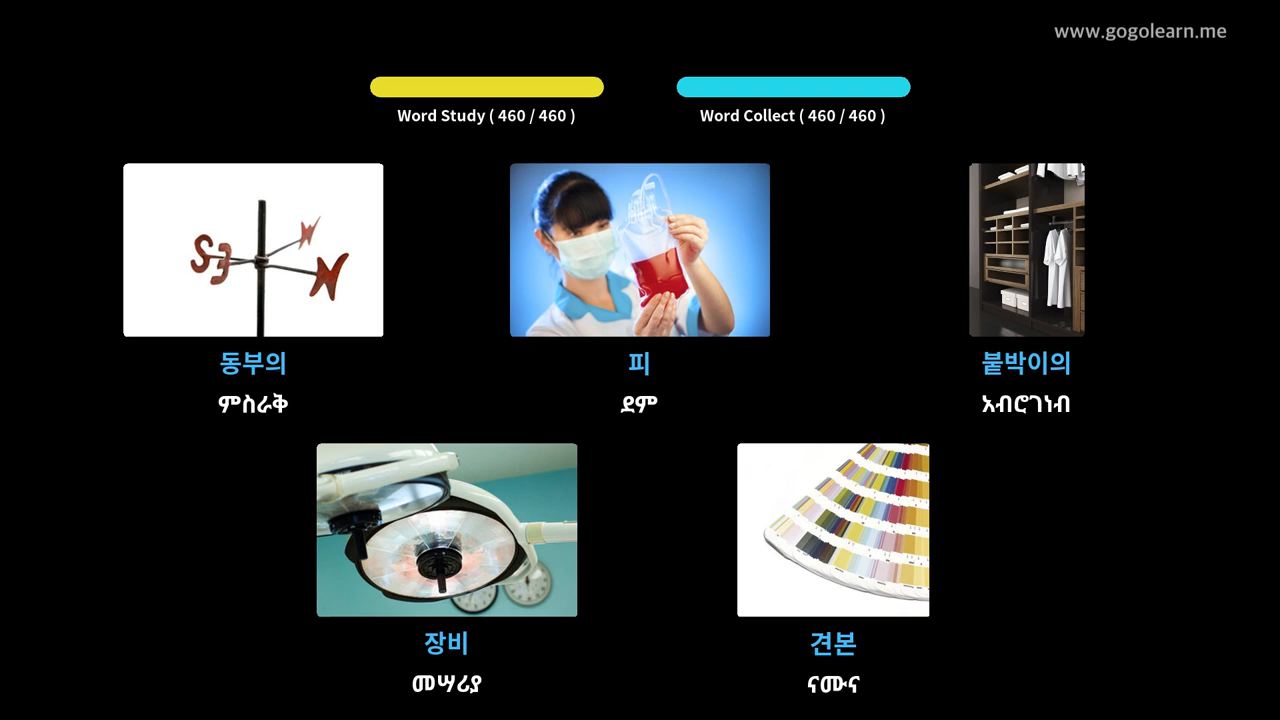 www.gogolearn.me
Word Study ( 460 / 460 )
Word Collect ( 460 / 460 )
동부의
피
붙박이의
ምስራቅ
ደም
አብሮገነብ
장비
견본
መሣሪያ
ናሙና